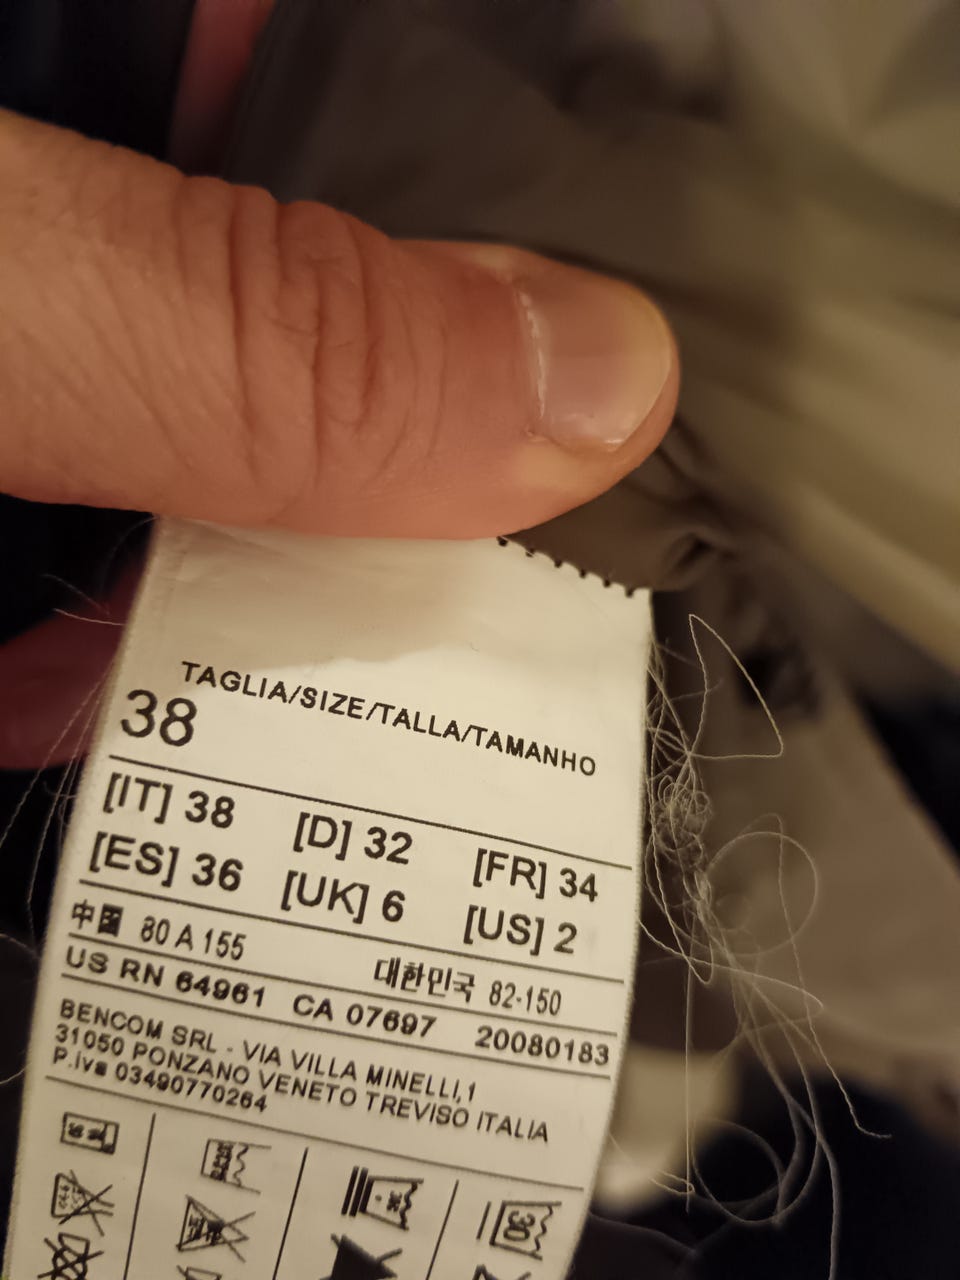 TAGLIA/SIZE/TALLA/TAMANHO
38
[IT] 38 [D] 32 [FR] 34
[ES] 36 [UK] 6 [US] 2
中国 80 A 155 대한민국 82-150
US RN 64961 CA 07697 20080183
BENCOM SRL - VIA VILLA MINELLI,1
31050 PONZANO VENETO TREVISO ITALIA
P.iva 03490770264